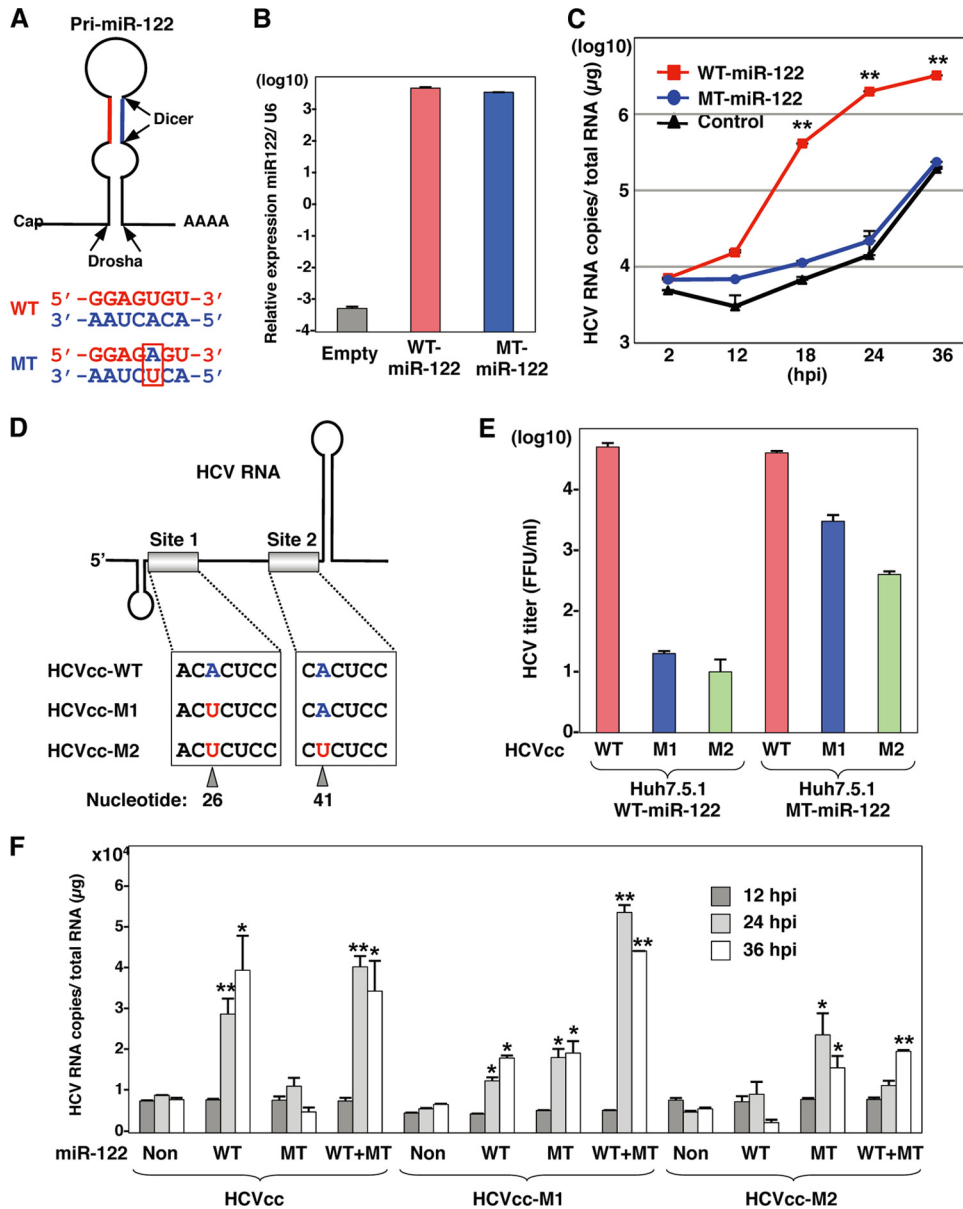 A
Pri-miR-122
Dicer
Cap
AAAA
Drosha
WT
5′ -GGAGUGU-3′
3′ -AAUCACA-5′
MT
5′ -GGAGAGU-3′
3′ -AAUCUCA-5′
B
(log10)
Relative expression miR122/ U6
3
2
1
0
-1
-2
-3
-4
Empty
WT-
miR-122
MT-
miR-122
C
(log10)
HCV RNA copies/ total RNA (μg)
6
5
4
3
WT-miR-122
MT-miR-122
Control
**
**
**
2
12
18
24
36
(hpi)
D
HCV RNA
5’
Site 1
Site 2
HCVcc-WT
ACACUCC
CACUCC
HCVcc-M1
ACUCUCC
CACUCC
HCVcc-M2
ACUCUCC
CUCUCC
Nucleotide:
26
41
E
(log10)
HCV titer (FFU/ml)
4
3
2
1
0
HCVcc
WT
M1
M2
WT
M1
M2
Huh7.5.1
WT-miR-122
Huh7.5.1
MT-miR-122
F
x10⁴
HCV RNA copies/ total RNA (μg)
6
5
4
3
2
1
0
12 hpi
24 hpi
36 hpi
**
*
**
*
*
*
*
*
**
**
*
*
**
miR-122
Non
WT
MT
WT+MT
Non
WT
MT
WT+MT
Non
WT
MT
WT+MT
HCVcc
HCVcc-M1
HCVcc-M2